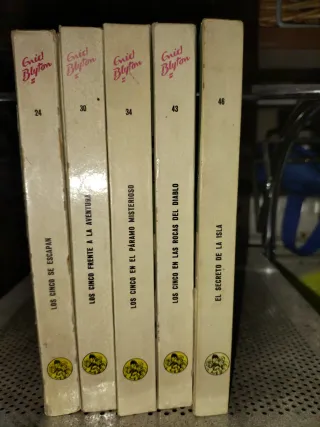 Enid
Blyton
24
LOS CINCO SE ESCAPAN
Enid
Blyton
30
LOS CINCO FRENTE A LA AVENTURA
Enid
Blyton
34
LOS CINCO EN EL PÁRAMO MISTERIOSO
Enid
Blyton
43
LOS CINCO EN LAS ROCAS DEL DIABLO
46
EL SECRETO DE LA ISLA